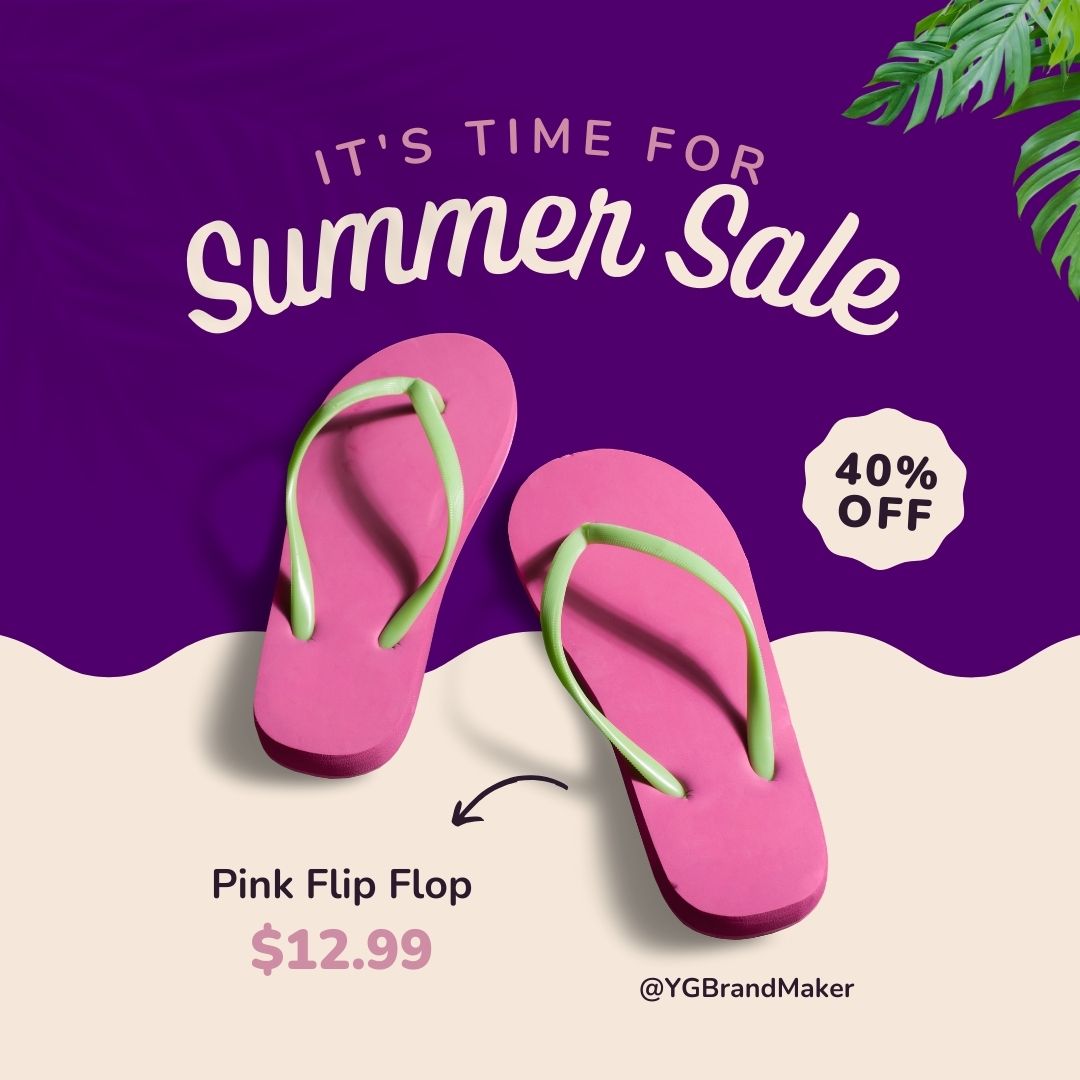 IT'S TIME FOR
Summer Sale
40%
OFF
Pink Flip Flop
$12.99
@YGBrandMaker